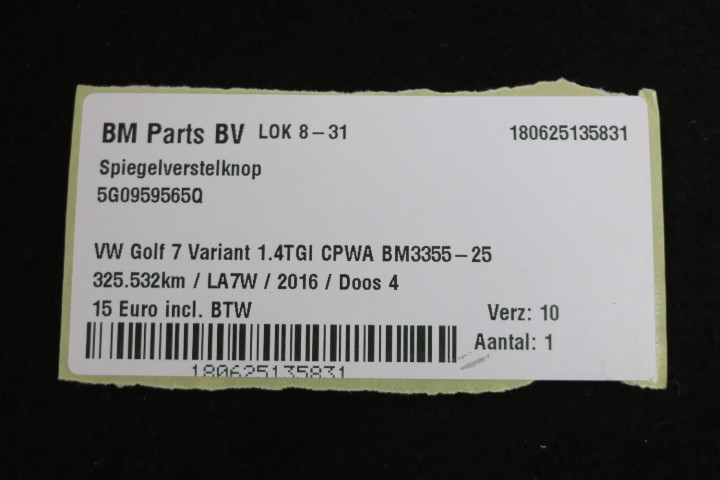 BM Parts BV LOK 8-31 180625135831
Spiegelverstelknop
5G0959565Q
VW Golf 7 Variant 1.4TGI CPWA BM3355-25
325.532km / LA7W / 2016 / Doos 4
15 Euro incl. BTW Verz: 10
Aantal: 1
180625135831